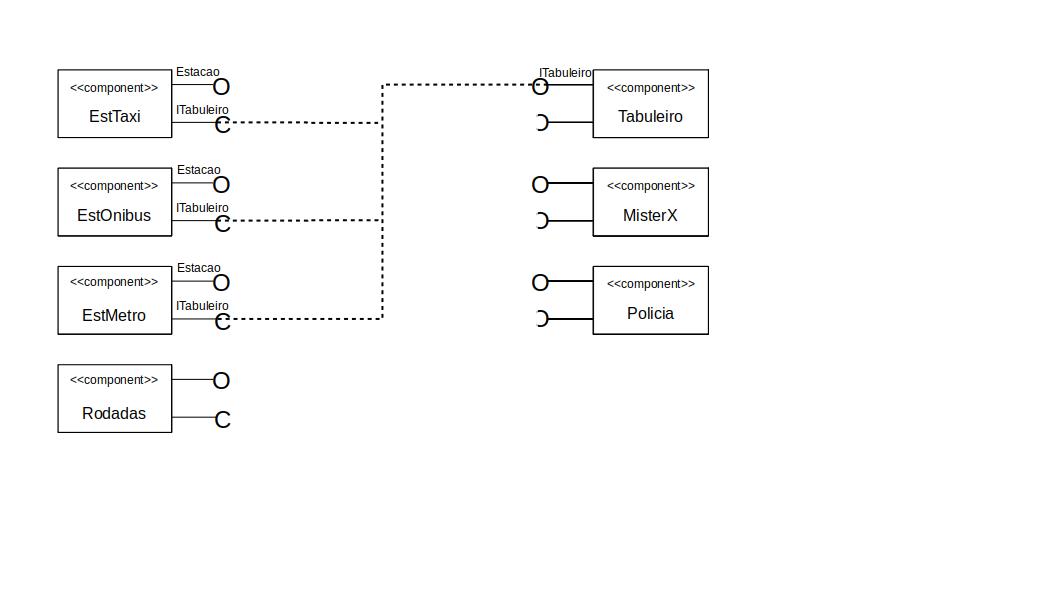 Estacao
<<component>>
EstTaxi
ITabuleiro
ITabuleiro
<<component>>
Tabuleiro
Estacao
<<component>>
EstOnibus
ITabuleiro
<<component>>
MisterX
Estacao
<<component>>
EstMetro
ITabuleiro
<<component>>
Policia
<<component>>
Rodadas